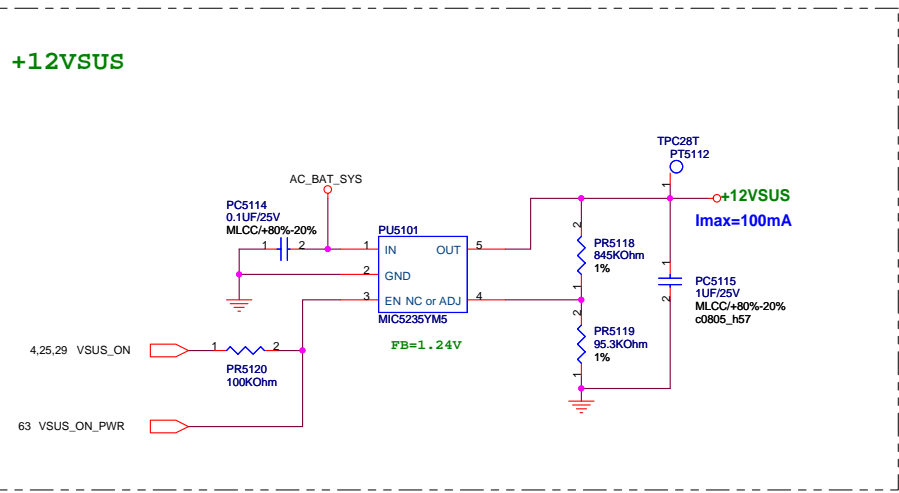 +12VSUS
TPC28T
PT5112
1
+12VSUS
Imax=100mA
AC_BAT_SYS
PC5114
0.1UF/25V
MLCC/+80%-20%
1 2
PU5101
1 IN OUT 5
2 GND
3 EN NC or ADJ 4
MIC5235YM5
FB=1.24V
2
PR5118
845KOhm
1%
1
2
PR5119
95.3KOhm
1%
1
1
PC5115
1UF/25V
MLCC/+80%-20%
c0805_h57
2
4,25,29 VSUS_ON
1 2
PR5120
100KOhm
63 VSUS_ON_PWR